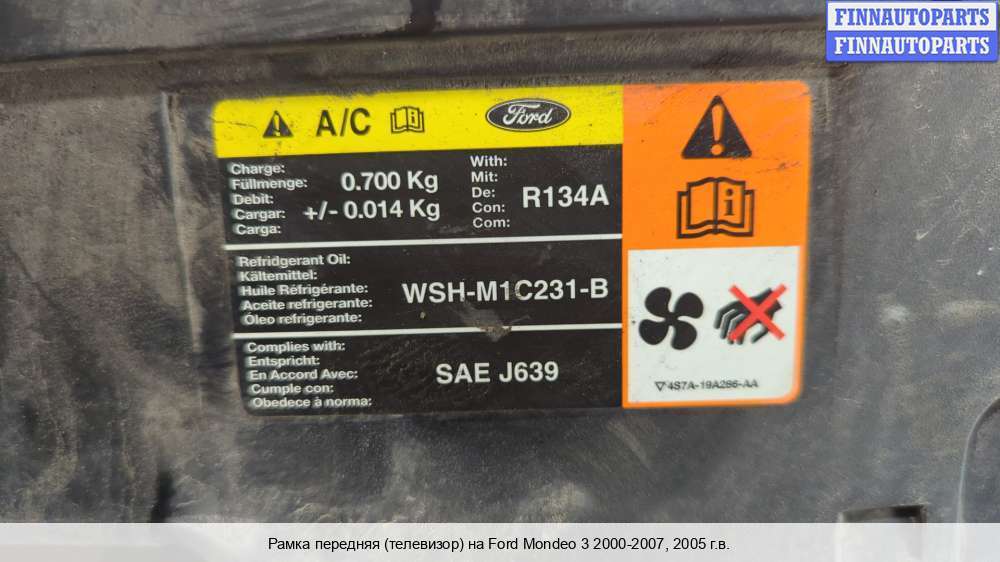 FINNAUTOPARTS
FINNAUTOPARTS
A/C
Ford
Charge:
Füllmenge:
Debit:
Cargar:
Carga:
0.700 Kg
+/- 0.014 Kg
With:
Mit:
De:
Con:
Com:
R134A
Refridgerant Oil:
Kältemittel:
Huile Réfrigérante:
Aceite refrigerante:
Óleo refrigerante:
WSH-M1C231-B
Complies with:
Entspricht:
En Accord Avec:
Cumple con:
Obedece à norma:
SAE J639
4S7A-19A286-AA
Рамка передняя (телевизор) на Ford Mondeo 3 2000-2007, 2005 г.в.